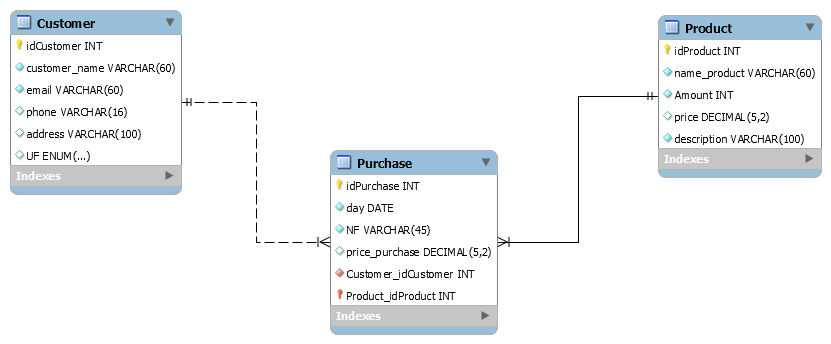 Customer
idCustomer INT
customer_name VARCHAR(60)
email VARCHAR(60)
phone VARCHAR(16)
address VARCHAR(100)
UF ENUM(...)
Indexes
Purchase
idPurchase INT
day DATE
NF VARCHAR(45)
price_purchase DECIMAL(5,2)
Customer_idCustomer INT
Product_idProduct INT
Indexes
Product
idProduct INT
name_product VARCHAR(60)
Amount INT
price DECIMAL(5,2)
description VARCHAR(100)
Indexes